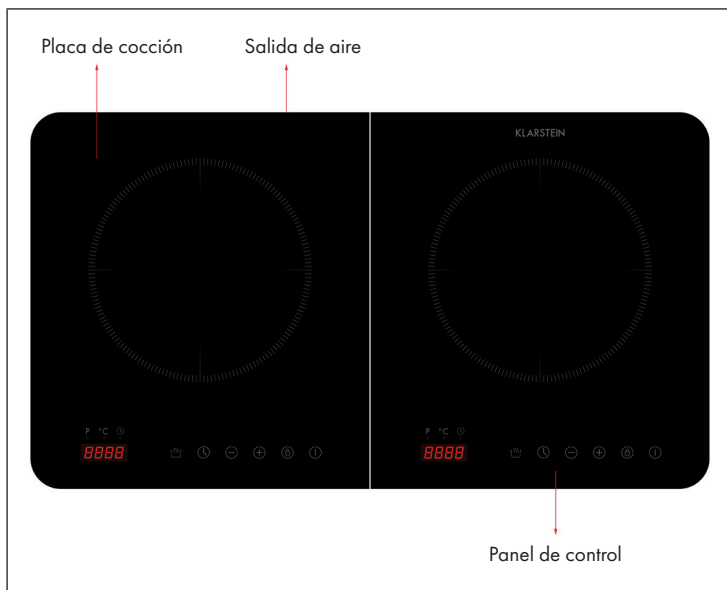 Placa de cocción
Salida de aire
KLARSTEIN
P °C
8888
P °C
8888
Panel de control